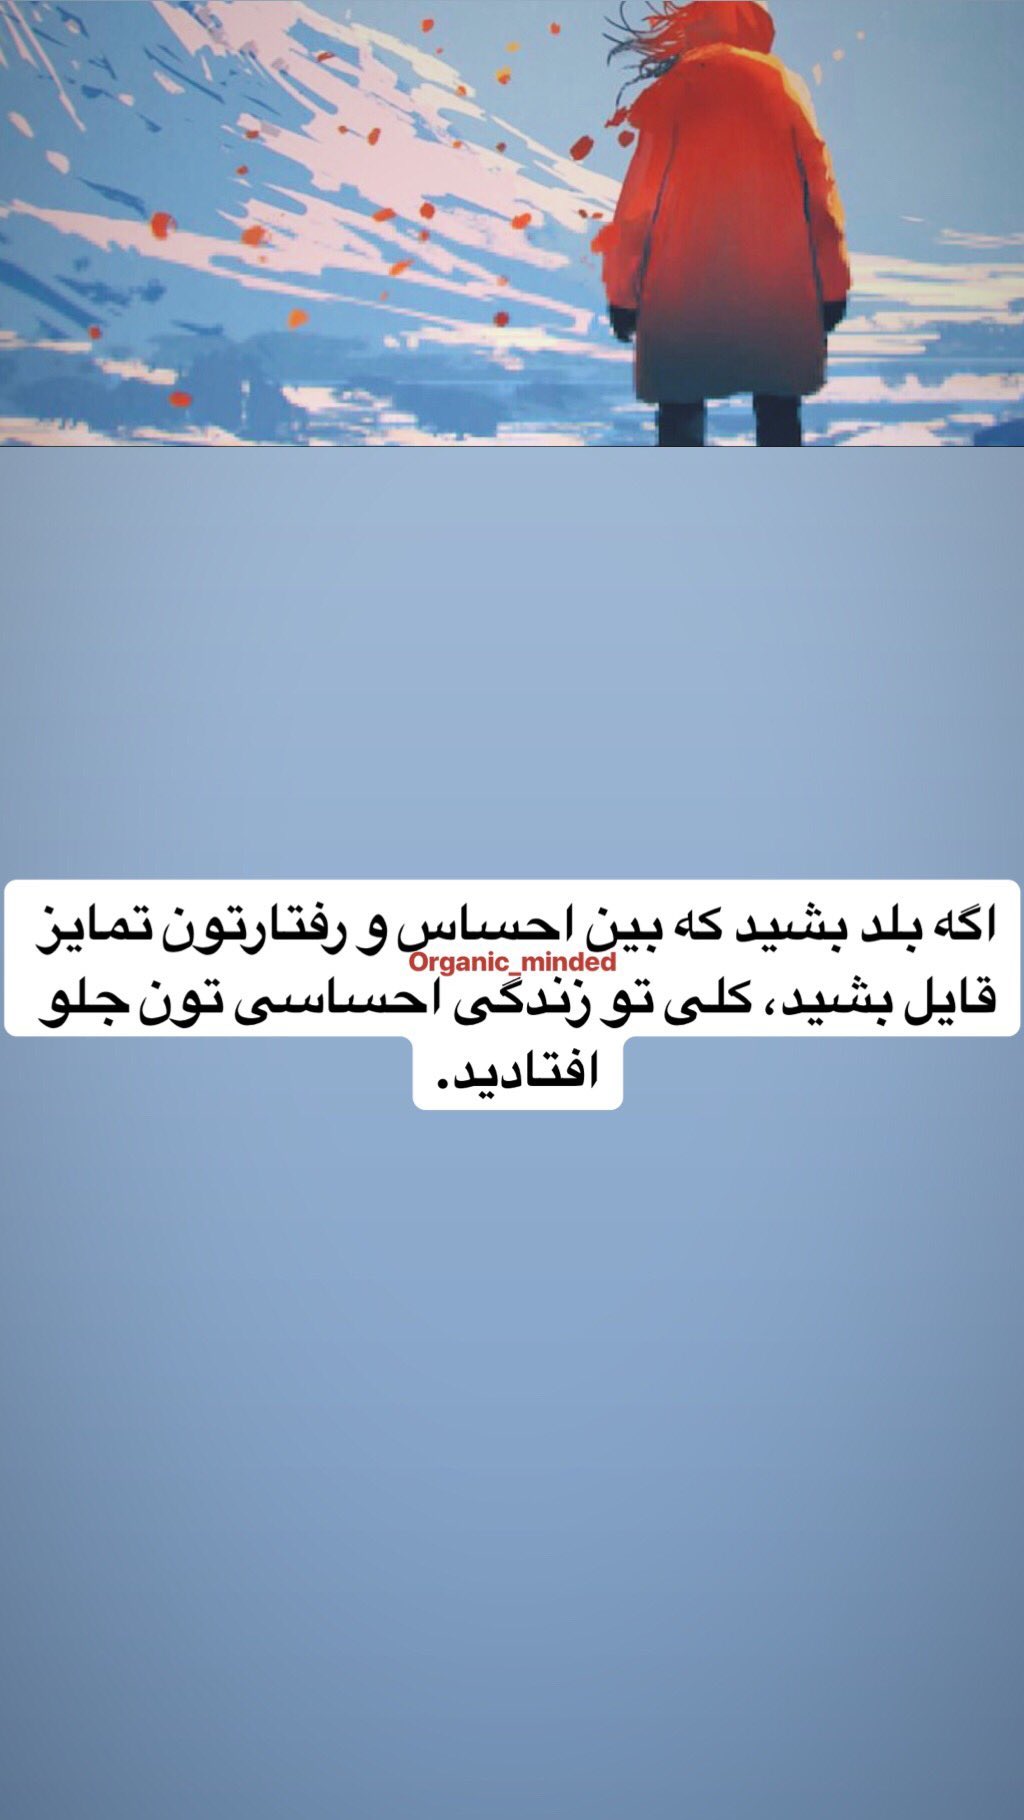 اگه بلد بشید که بین احساس و رفتارتون تمایز
Organic_minded
قایل بشید، کلی تو زندگی احساسی تون جلو
افتادید.